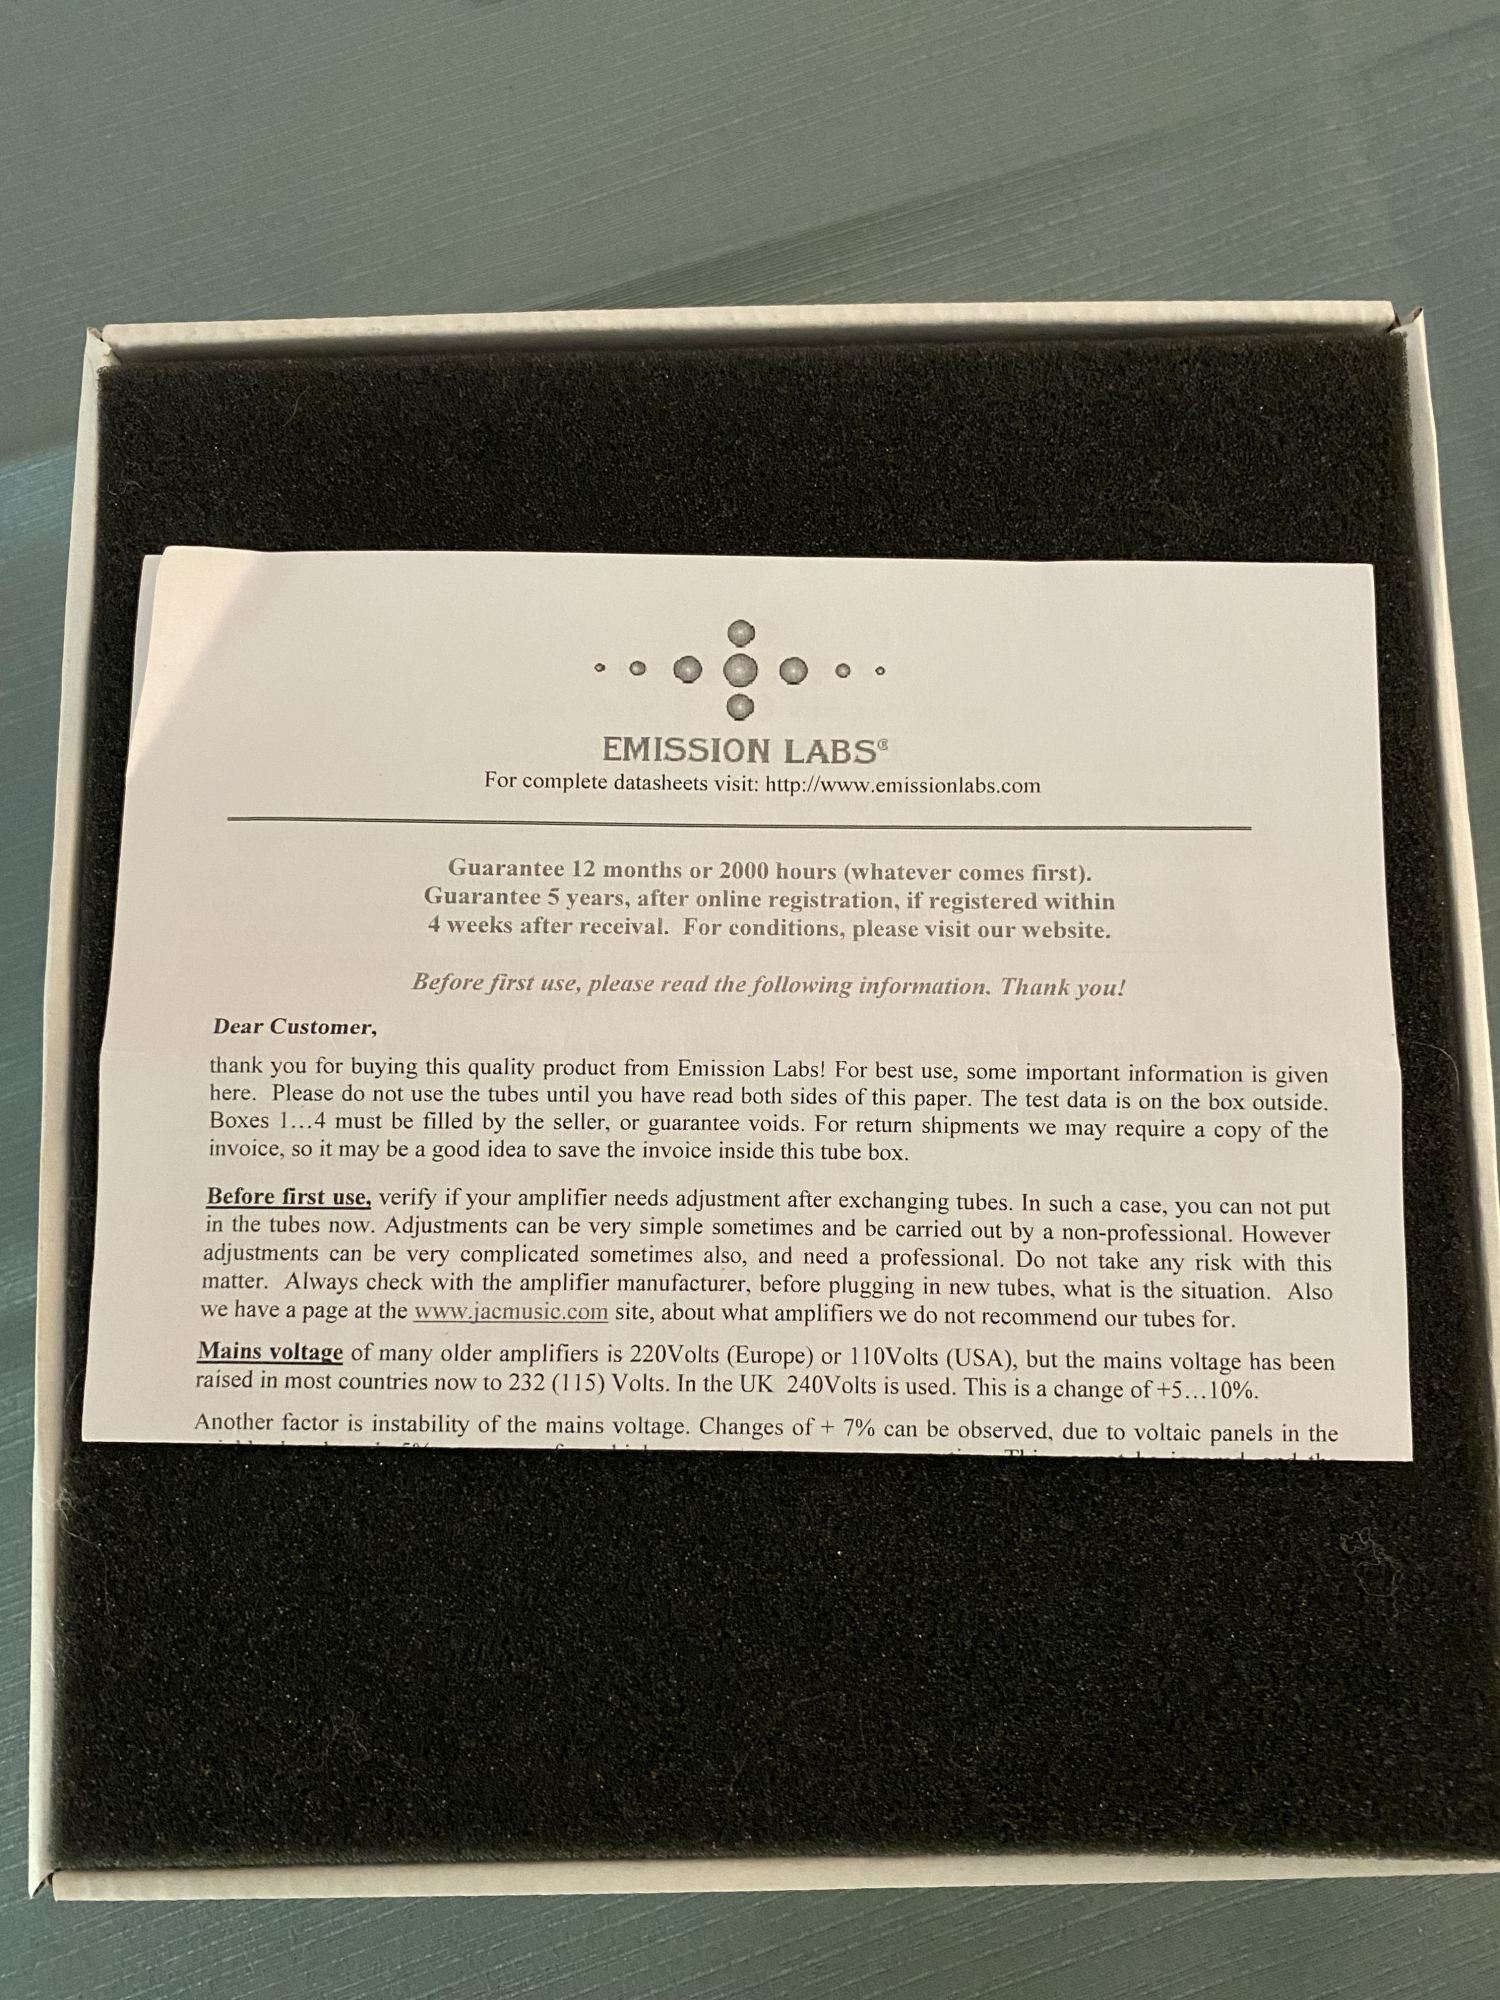 EMISSION LABS®
For complete datasheets visit: http://www.emissionlabs.com
Guarantee 12 months or 2000 hours (whatever comes first).
Guarantee 5 years, after online registration, if registered within
4 weeks after receival. For conditions, please visit our website.
Before first use, please read the following information. Thank you!
Dear Customer,
thank you for buying this quality product from Emission Labs! For best use, some important information is given
here. Please do not use the tubes until you have read both sides of this paper. The test data is on the box outside.
Boxes 1…4 must be filled by the seller, or guarantee voids. For return shipments we may require a copy of the
invoice, so it may be a good idea to save the invoice inside this tube box.
Before first use, verify if your amplifier needs adjustment after exchanging tubes. In such a case, you can not put
in the tubes now. Adjustments can be very simple sometimes and be carried out by a non-professional. However
adjustments can be very complicated sometimes also, and need a professional. Do not take any risk with this
matter. Always check with the amplifier manufacturer, before plugging in new tubes, what is the situation. Also
we have a page at the www.jacmusic.com site, about what amplifiers we do not recommend our tubes for.
Mains voltage of many older amplifiers is 220Volts (Europe) or 110Volts (USA), but the mains voltage has been
raised in most countries now to 232 (115) Volts. In the UK 240Volts is used. This is a change of +5…10%.
Another factor is instability of the mains voltage. Changes of + 7% can be observed, due to voltaic panels in the